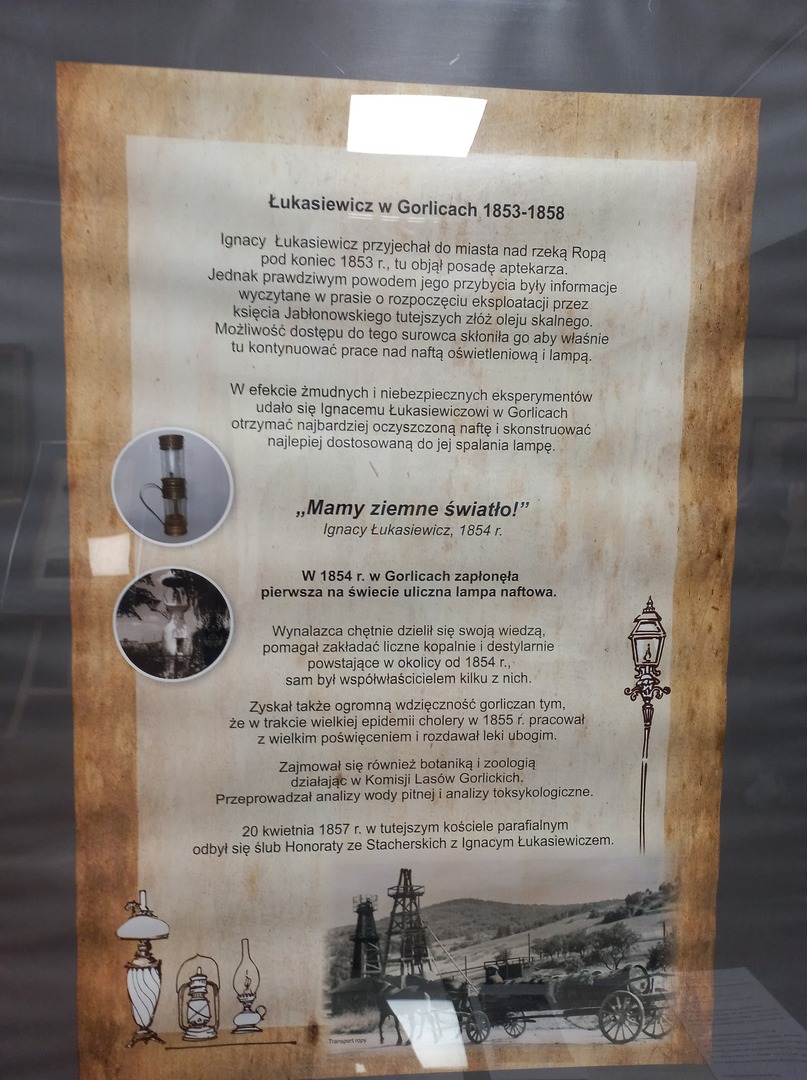 Łukasiewicz w Gorlicach 1853-1858
Ignacy Łukasiewicz przyjechał do miasta nad rzeką Ropą
pod koniec 1853 r., tu objął posadę aptekarza.
Jednak prawdziwym powodem jego przybycia były informacje
wyczytane w prasie o rozpoczęciu eksploatacji przez
księcia Jabłonowskiego tutejszych złóż oleju skalnego.
Możliwość dostępu do tego surowca skłoniła go aby właśnie
tu kontynuować prace nad naftą oświetleniową i lampą.
W efekcie żmudnych i niebezpiecznych eksperymentów
udało się Ignacemu Łukasiewiczowi w Gorlicach
otrzymać najbardziej oczyszczoną naftę i skonstruować
najlepiej dostosowaną do jej spalania lampę.
„Mamy ziemne światło!”
Ignacy Łukasiewicz, 1854 r.
W 1854 r. w Gorlicach zapłonęła
pierwsza na świecie uliczna lampa naftowa.
Wynalazca chętnie dzielił się swoją wiedzą,
pomagał zakładać liczne kopalnie i destylarnie
powstające w okolicy od 1854 r.,
sam był współwłaścicielem kilku z nich.
Zyskał także ogromną wdzięczność gorliczan tym,
że w trakcie wielkiej epidemii cholery w 1855 r. pracował
z wielkim poświęceniem i rozdawał leki ubogim.
Zajmował się również botaniką i zoologią
działając w Komisji Lasów Gorlickich.
Przeprowadzał analizy wody pitnej i analizy toksykologiczne.
20 kwietnia 1857 r. w tutejszym kościele parafialnym
odbył się ślub Honoraty ze Stacherskich z Ignacym Łukasiewiczem.
Transport ropy